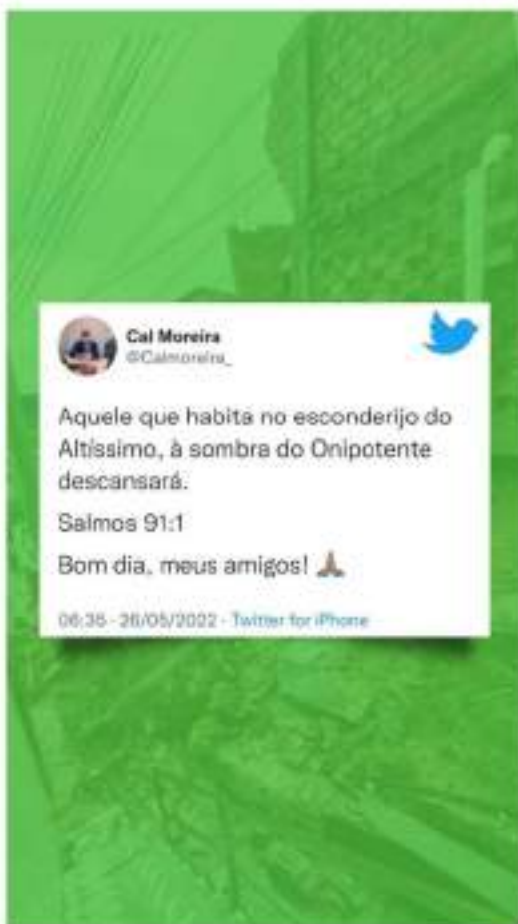 Cal Moreira
@Calmoreira_
Aquele que habita no esconderijo do
Altíssimo, à sombra do Onipotente
descansará.
Salmos 91:1
Bom dia, meus amigos! 🙏🏽
06:35 - 26/05/2022 - Twitter for iPhone